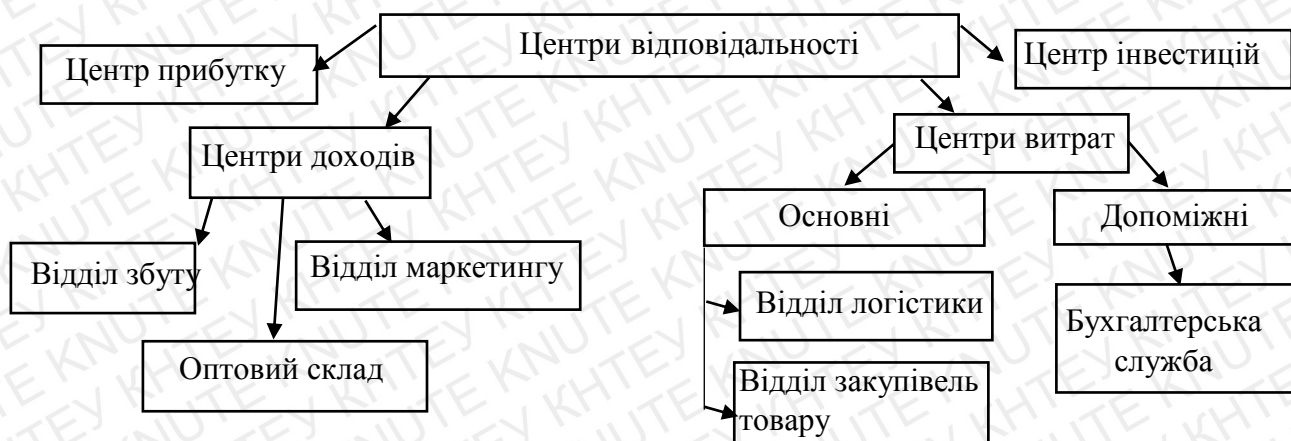 Центри відповідальності
Центр прибутку
Центр інвестицій
Центри доходів
Центри витрат
Основні
Допоміжні
Відділ збуту
Відділ маркетингу
Оптовий склад
Відділ логістики
Відділ закупівель
товару
Бухгалтерська
служба